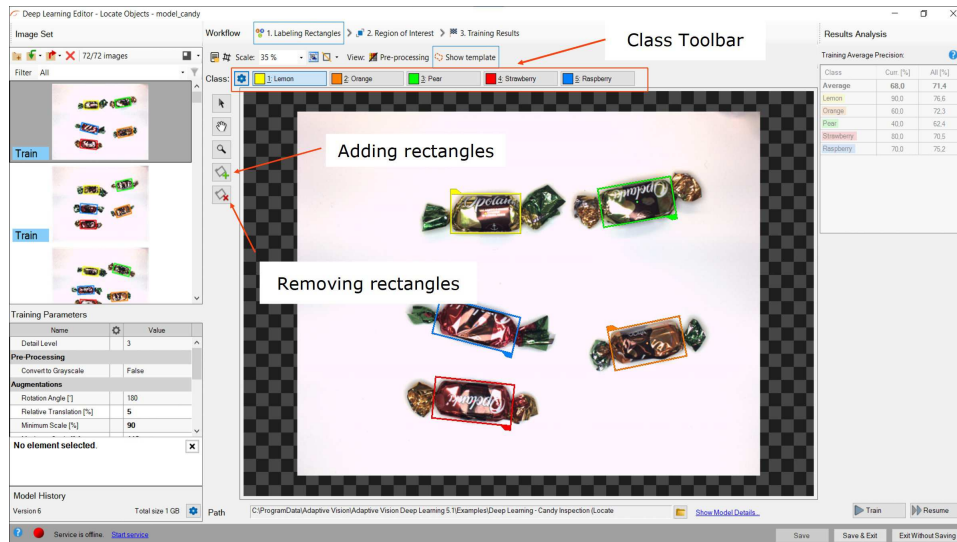 Deep Learning Editor - Locate Objects - model_candy
Image Set
Workflow
1. Labeling Rectangles
2. Region of Interest
3. Training Results
Results Analysis
72/72 images
Scale: 35 %
View:
Pre-processing
Show template
Class Toolbar
Training Average Precision:
Filter All
Class:
1: Lemon
2: Orange
3: Pear
4: Strawberry
5: Raspberry
Class Curr. [%] All [%]
Average 68,0 71,4
Lemon 90,0 76,6
Orange 60,0 72,3
Pear 40,0 62,4
Strawberry 80,0 70,5
Raspberry 70,0 75,2
Train
Train
Adding rectangles
Removing rectangles
Training Parameters
Name Value
Detail Level 3
Pre-Processing
Convert to Grayscale False
Augmentations
Rotation Angle [°] 180
Relative Translation [%] 5
Minimum Scale [%] 90
No element selected.
Model History
Version 6
Total size 1 GB
Path
C:\ProgramData\Adaptive Vision\Adaptive Vision Deep Learning 5.1\Examples\Deep Learning - Candy Inspection (Locate
Show Model Details...
Train
Resume
Service is offline.
Start service
Save
Save & Exit
Exit Without Saving